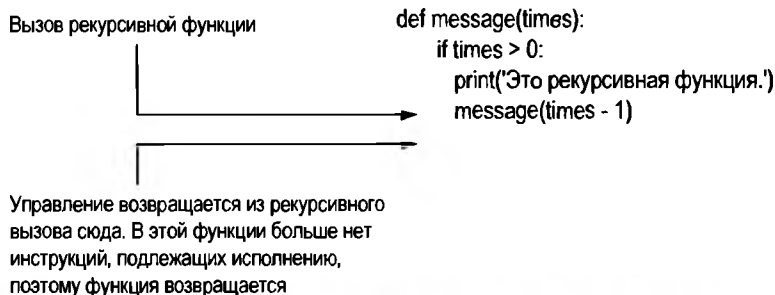 Вызов рекурсивной функции
def message(times):
if times > 0:
print('Это рекурсивная функция.')
message(times - 1)
Управление возвращается из рекурсивного
вызова сюда. В этой функции больше нет
инструкций, подлежащих исполнению,
поэтому функция возвращается